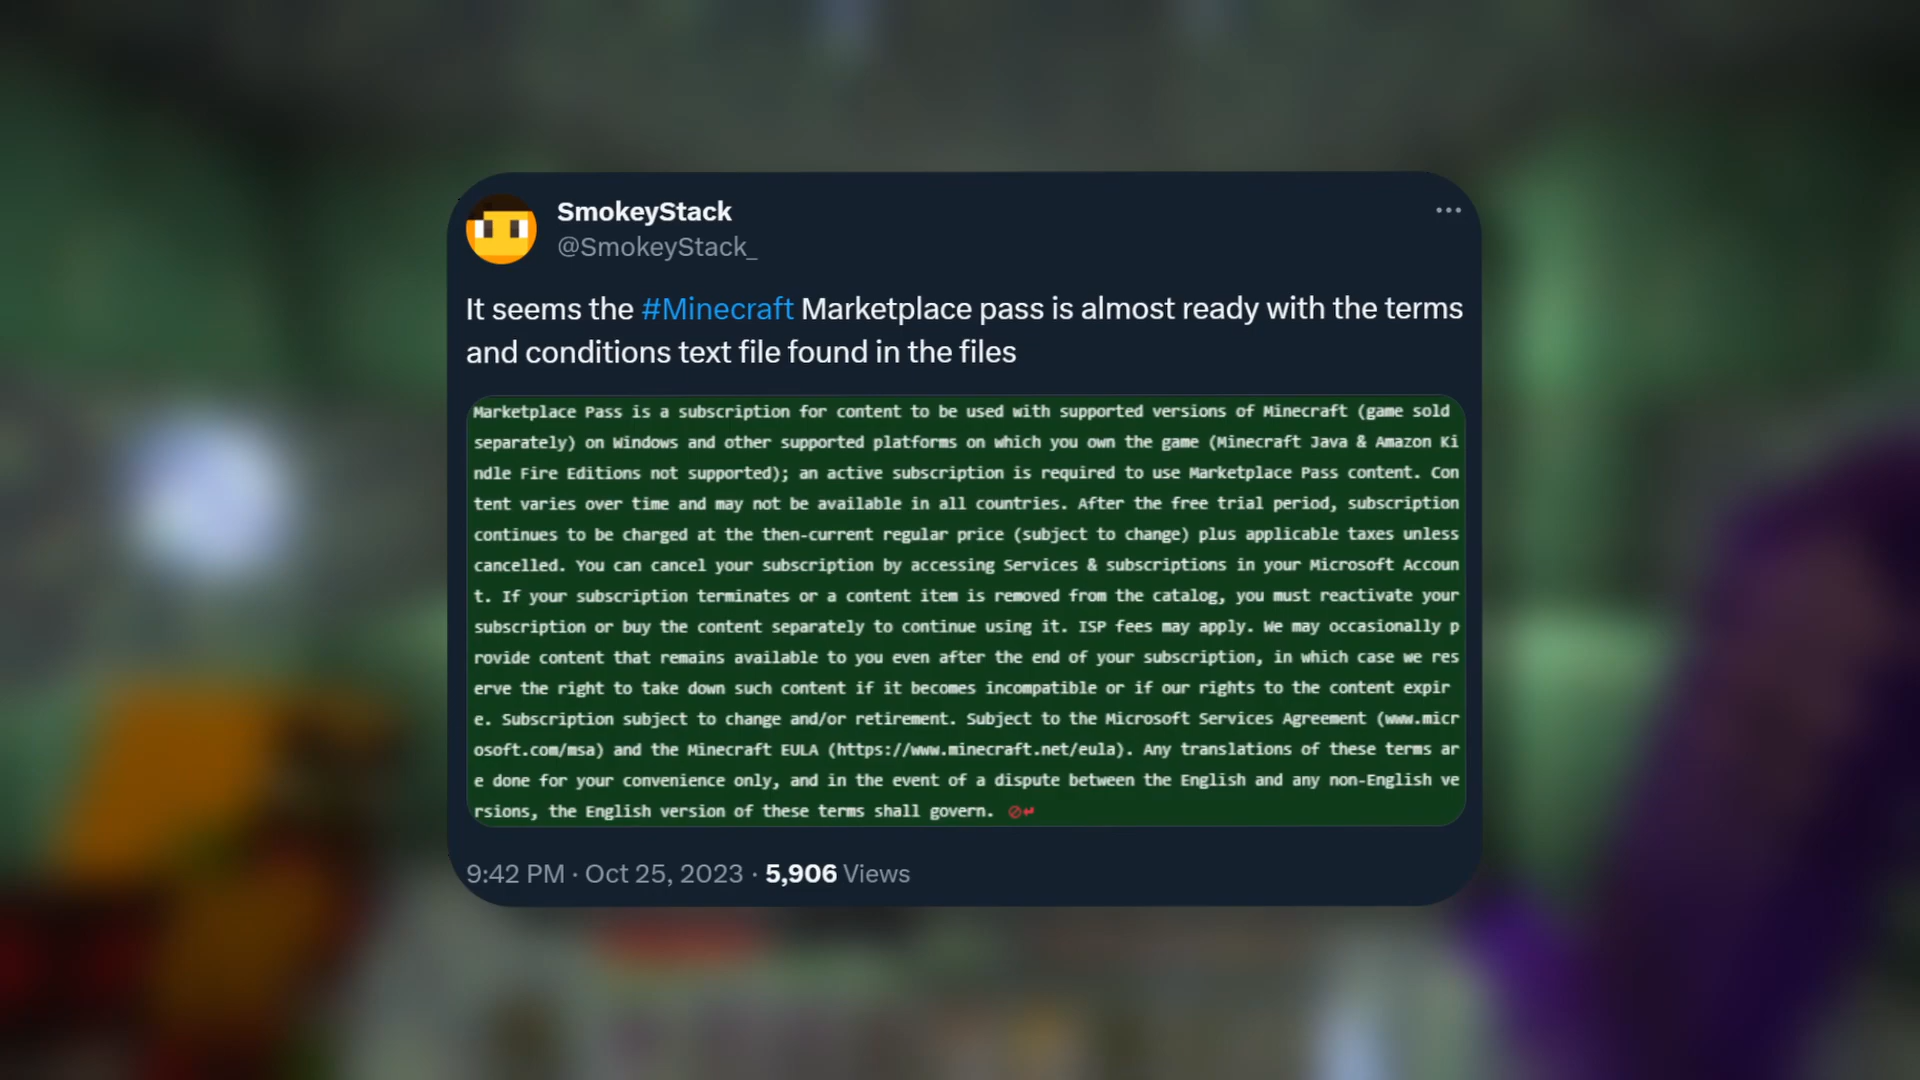 SmokeyStack
@SmokeyStack_
It seems the #Minecraft Marketplace pass is almost ready with the terms
and conditions text file found in the files
Marketplace Pass is a subscription for content to be used with supported versions of Minecraft (game sold
separately) on Windows and other supported platforms on which you own the game (Minecraft Java & Amazon Ki
ndle Fire Editions not supported); an active subscription is required to use Marketplace Pass content. Con
tent varies over time and may not be available in all countries. After the free trial period, subscription
continues to be charged at the then-current regular price (subject to change) plus applicable taxes unless
cancelled. You can cancel your subscription by accessing Services & subscriptions in your Microsoft Accoun
t. If your subscription terminates or a content item is removed from the catalog, you must reactivate your
subscription or buy the content separately to continue using it. ISP fees may apply. We may occasionally p
rovide content that remains available to you even after the end of your subscription, in which case we res
erve the right to take down such content if it becomes incompatible or if our rights to the content expir
e. Subscription subject to change and/or retirement. Subject to the Microsoft Services Agreement (www.micr
osoft.com/msa) and the Minecraft EULA (https://www.minecraft.net/eula). Any translations of these terms ar
e done for your convenience only, and in the event of a dispute between the English and any non-English ve
rsions, the English version of these terms shall govern.
9:42 PM · Oct 25, 2023 · 5,906 Views